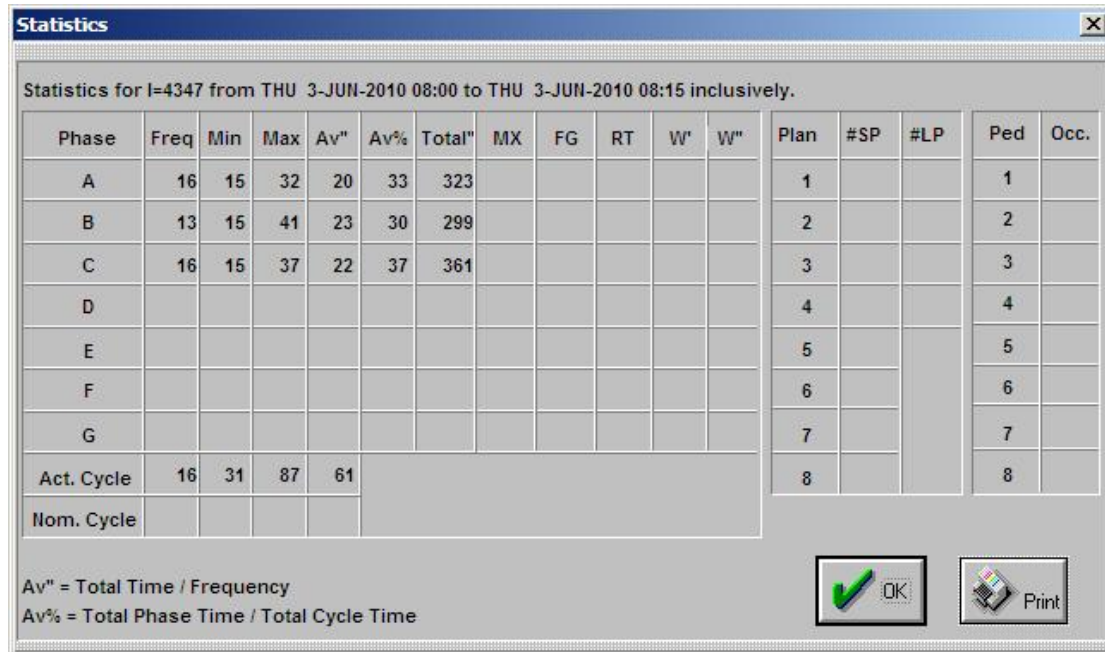 Statistics
Statistics for I=4347 from THU 3-JUN-2010 08:00 to THU 3-JUN-2010 08:15 inclusively.
Phase Freq Min Max Av" Av% Total" MX FG RT W' W" Plan #SP #LP Ped Occ.
A 16 15 32 20 33 323 1 1
B 13 15 41 23 30 299 2 2
C 16 15 37 22 37 361 3 3
D 4 4
E 5 5
F 6 6
G 7 7
Act. Cycle 16 31 87 61 8 8
Nom. Cycle
Av" = Total Time / Frequency
Av% = Total Phase Time / Total Cycle Time
OK
Print